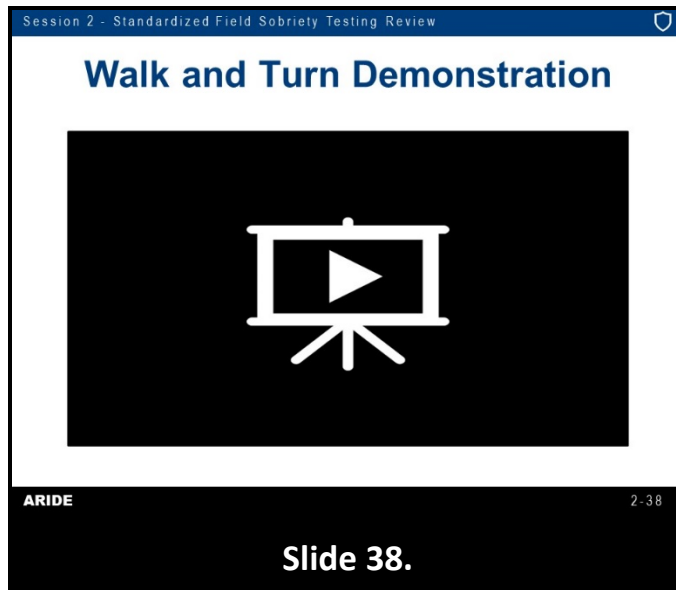 Session 2 - Standardized Field Sobriety Testing Review
Walk and Turn Demonstration
ARIDE 2-38
Slide 38.